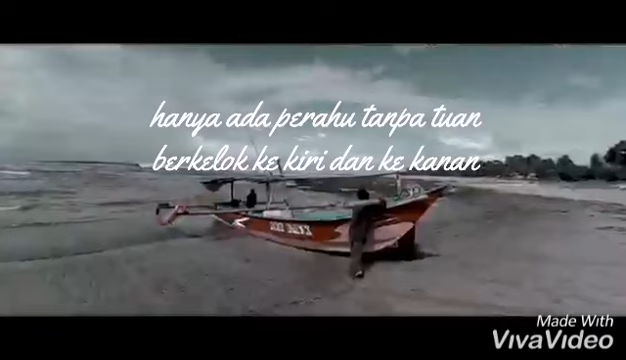 hanya ada perahu tanpa tuan
berkelok ke kiri dan ke kanan
Made With
VivaVideo